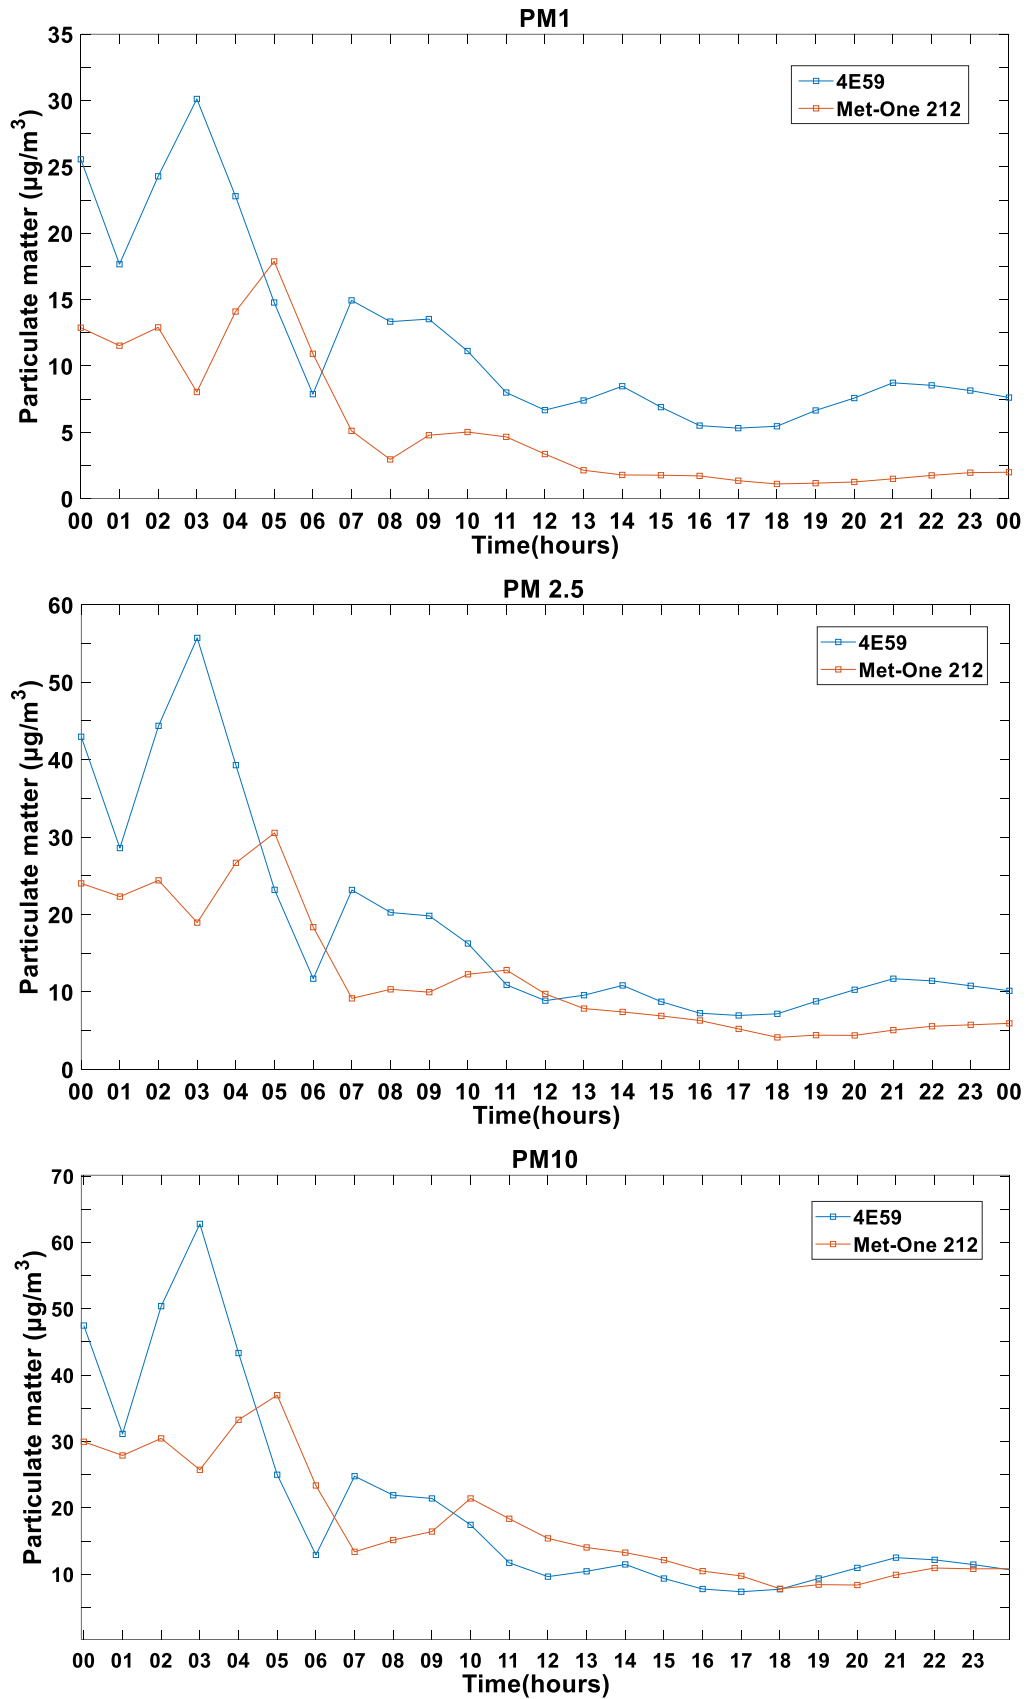 PM1
35
30
25
20
15
10
5
0
Particulate matter (µg/m³)
4E59
Met-One 212
00 01 02 03 04 05 06 07 08 09 10 11 12 13 14 15 16 17 18 19 20 21 22 23 00
Time(hours)
PM 2.5
60
50
40
30
20
10
0
Particulate matter (µg/m³)
4E59
Met-One 212
00 01 02 03 04 05 06 07 08 09 10 11 12 13 14 15 16 17 18 19 20 21 22 23 00
Time(hours)
PM10
70
60
50
40
30
20
10
Particulate matter (µg/m³)
4E59
Met-One 212
00 01 02 03 04 05 06 07 08 09 10 11 12 13 14 15 16 17 18 19 20 21 22 23
Time(hours)